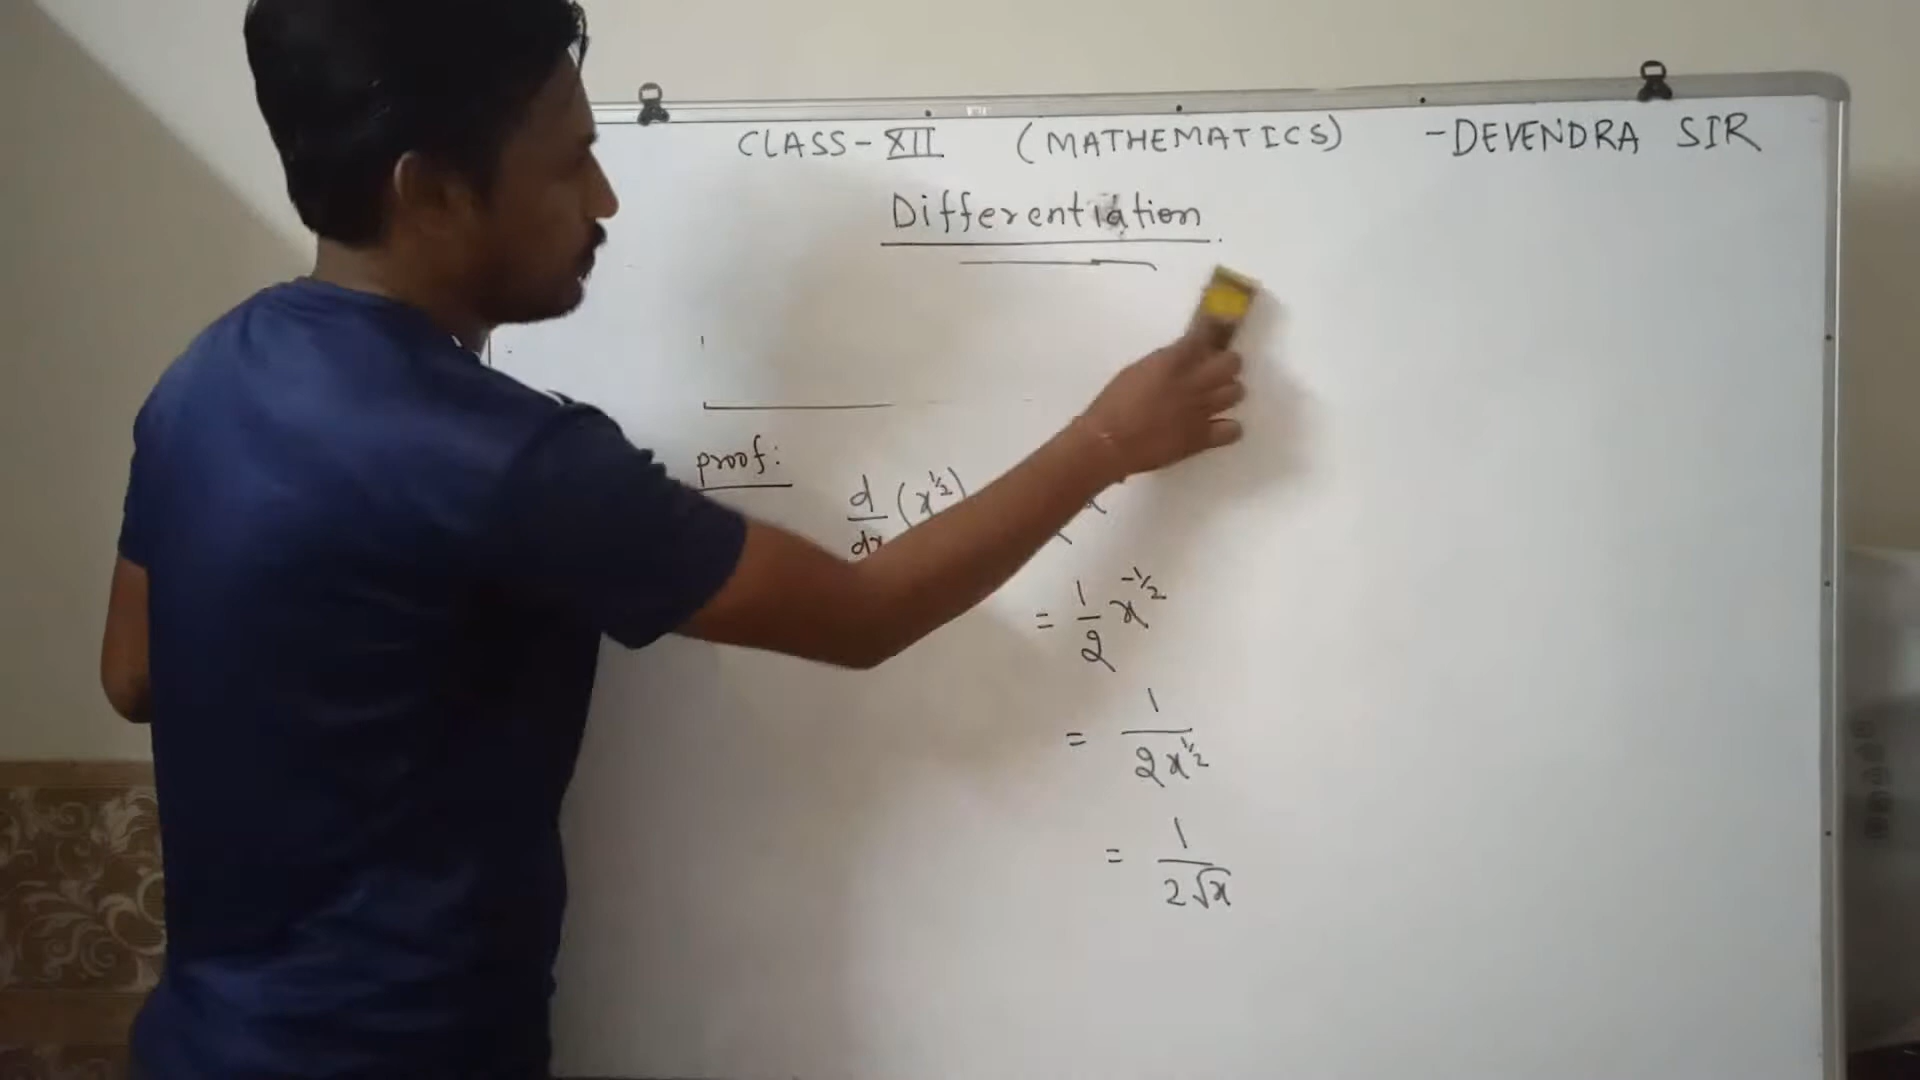 CLASS-XII (MATHEMATICS) -DEVENDRA SIR
Differentiation
proof:
d/dx (x^1/2)
= 1/2 x^-1/2
= 1/2x^1/2
= 1/2√x